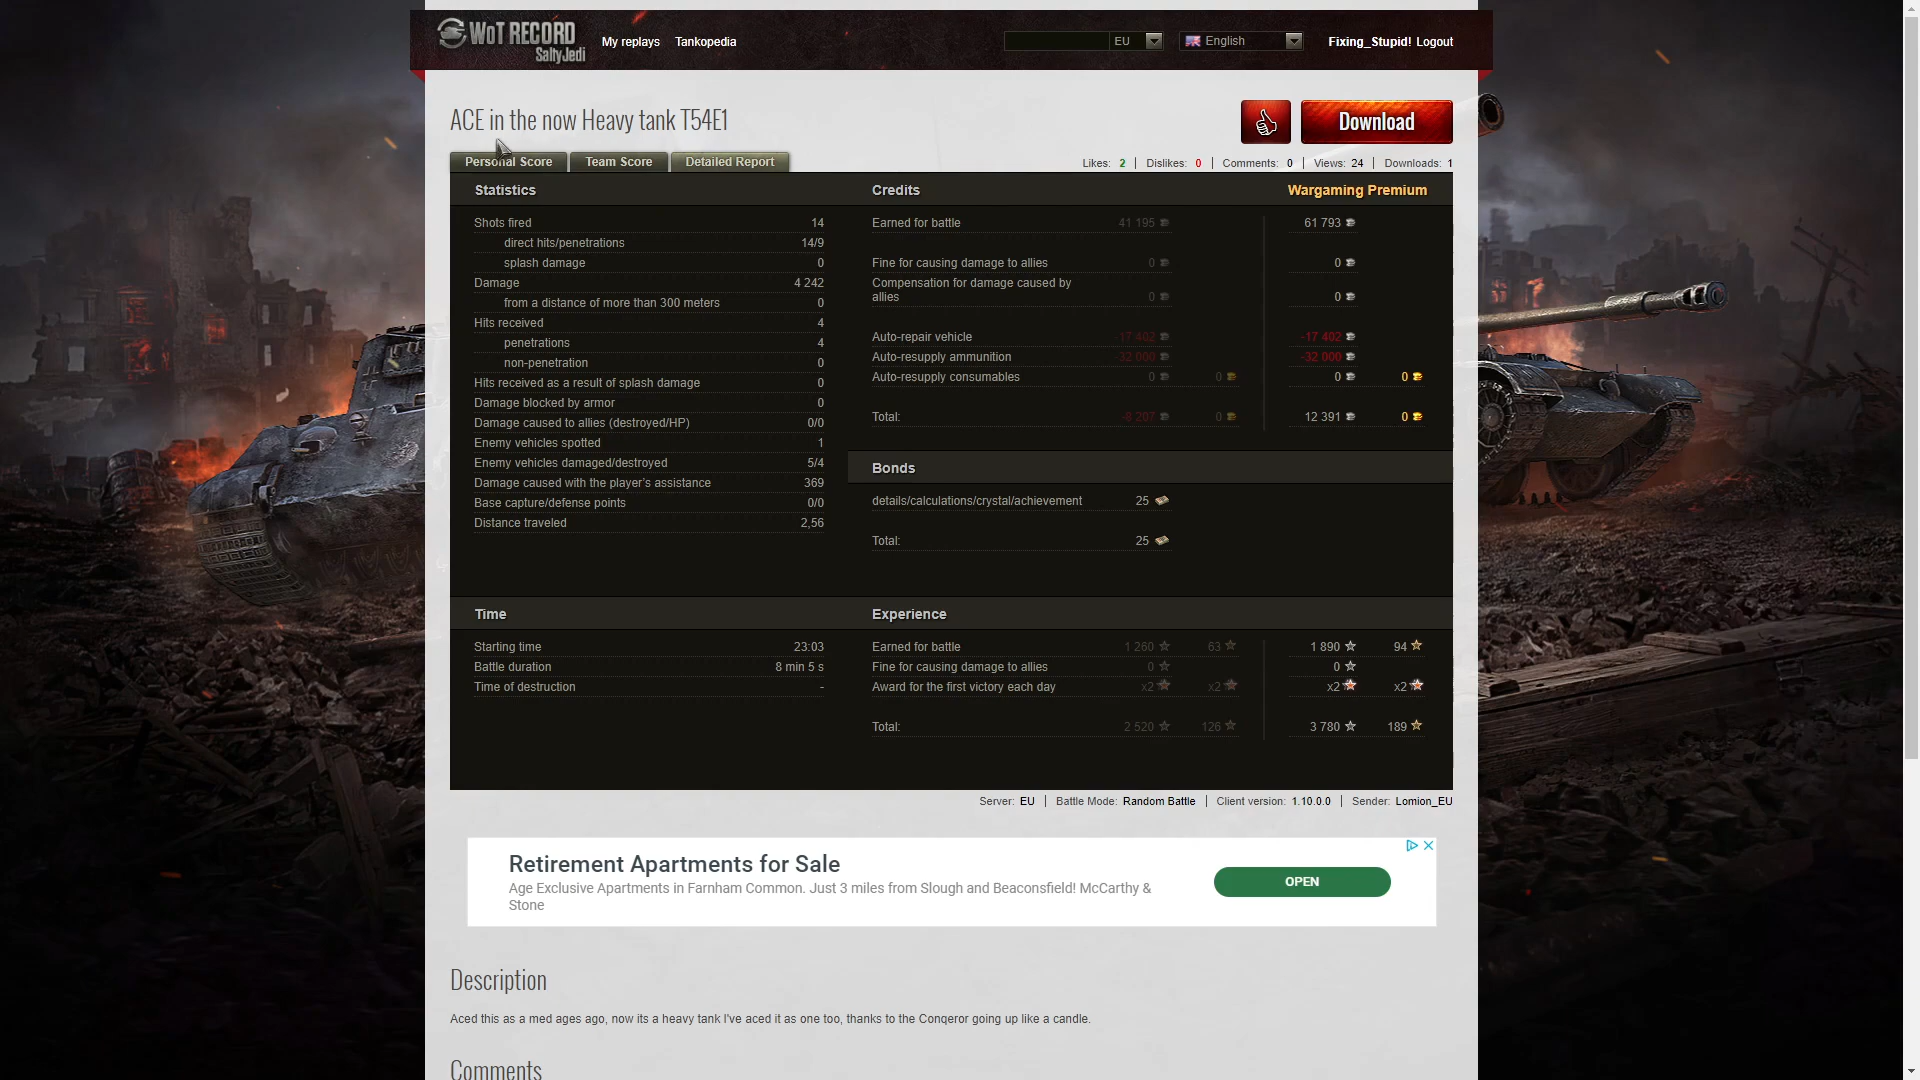 WoT RECORD
SaltyJedi
My replays Tankopedia
EU
English
Fixing_Stupid! Logout
ACE in the now Heavy tank T54E1
Download
Personal Score Team Score Detailed Report
Likes: 2 | Dislikes: 0 | Comments: 0 | Views: 24 | Downloads: 1
Statistics Credits Wargaming Premium
Shots fired 14
direct hits/penetrations 14/9
splash damage 0
Damage 4 242
from a distance of more than 300 meters 0
Hits received 4
penetrations 4
non-penetration 0
Hits received as a result of splash damage 0
Damage blocked by armor 0
Damage caused to allies (destroyed/HP) 0/0
Enemy vehicles spotted 1
Enemy vehicles damaged/destroyed 5/4
Damage caused with the player's assistance 369
Base capture/defense points 0/0
Distance traveled 2,56
Earned for battle 41 195 61 793
Fine for causing damage to allies 0 0
Compensation for damage caused by
allies 0 0
Auto-repair vehicle -17 402 -17 402
Auto-resupply ammunition -32 000 -32 000
Auto-resupply consumables 0 0 0 0
Total: -8 207 0 12 391 0
Bonds
details/calculations/crystal/achievement 25
Total: 25
Time Experience
Starting time 23:03
Battle duration 8 min 5 s
Time of destruction -
Earned for battle 1 260 63 1 890 94
Fine for causing damage to allies 0 0
Award for the first victory each day x2 x2 x2 x2
Total: 2 520 126 3 780 189
Server: EU | Battle Mode: Random Battle | Client version: 1.10.0.0 | Sender: Lomion_EU
Retirement Apartments for Sale
Age Exclusive Apartments in Farnham Common. Just 3 miles from Slough and Beaconsfield! McCarthy &
Stone
OPEN
Description
Aced this as a med ages ago, now its a heavy tank I've aced it as one too, thanks to the Conqeror going up like a candle.
Comments